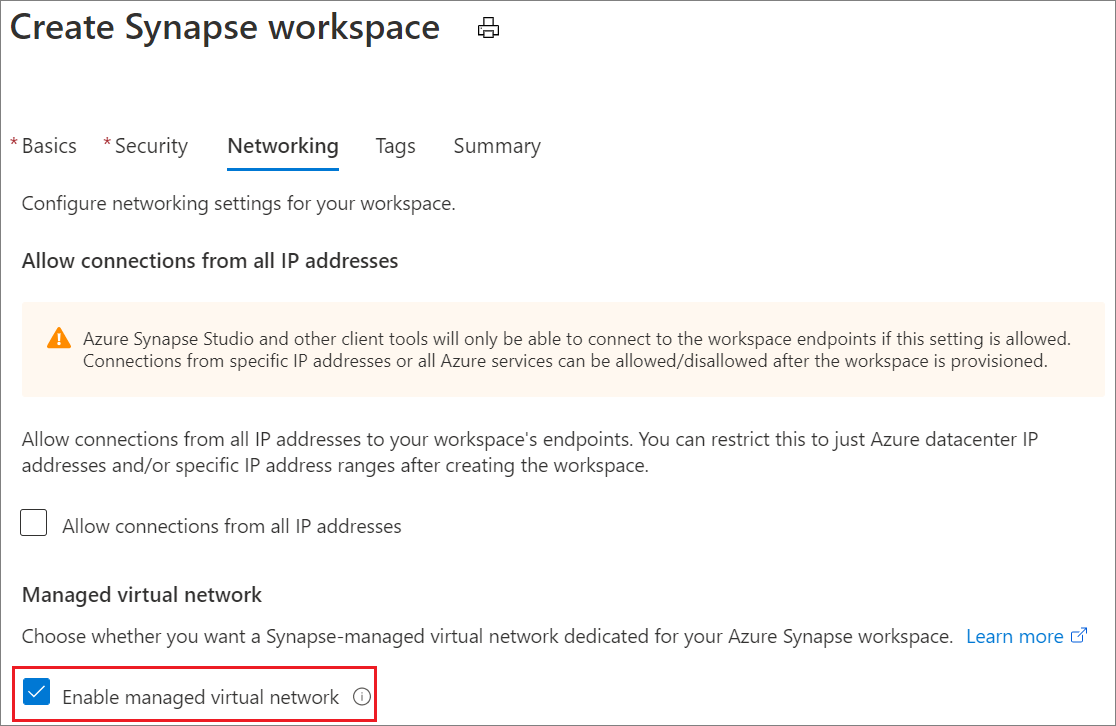 Create Synapse workspace
* Basics * Security Networking Tags Summary
Configure networking settings for your workspace.
Allow connections from all IP addresses
Azure Synapse Studio and other client tools will only be able to connect to the workspace endpoints if this setting is allowed.
Connections from specific IP addresses or all Azure services can be allowed/disallowed after the workspace is provisioned.
Allow connections from all IP addresses to your workspace's endpoints. You can restrict this to just Azure datacenter IP
addresses and/or specific IP address ranges after creating the workspace.
Allow connections from all IP addresses
Managed virtual network
Choose whether you want a Synapse-managed virtual network dedicated for your Azure Synapse workspace. Learn more
Enable managed virtual network